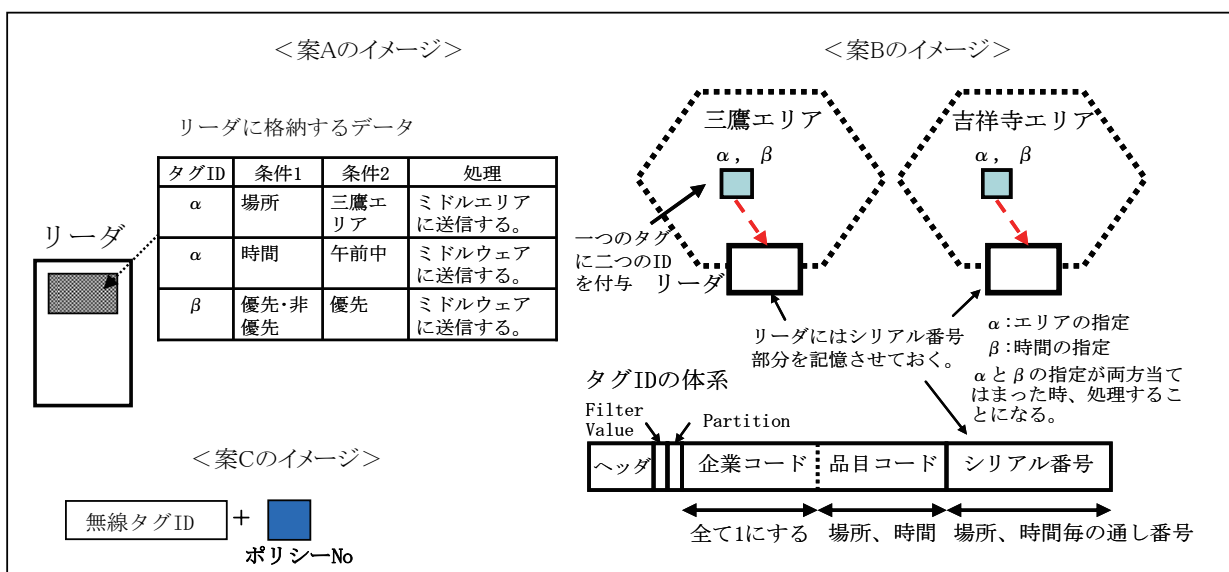 ＜案Aのイメージ＞
リーダに格納するデータ
タグID 条件1 条件2 処理
α 場所 三鷹エ
リア ミドルエリア
に送信する。
α 時間 午前中 ミドルウェア
に送信する。
β 優先・非
優先 優先 ミドルウェア
に送信する。
リーダ
＜案Bのイメージ＞
三鷹エリア
α， β
吉祥寺エリア
α， β
一つのタグ
に二つのID
を付与
リーダ
リーダにはシリアル番号
部分を記憶させておく。
α：エリアの指定
β：時間の指定
αとβの指定が両方当て
はまった時、処理するこ
とになる。
タグIDの体系
Filter
Value
Partition
ヘッダ 企業コード 品目コード シリアル番号
全て1にする 場所、時間 場所、時間毎の通し番号
＜案Cのイメージ＞
無線タグID + 
ポリシーNo